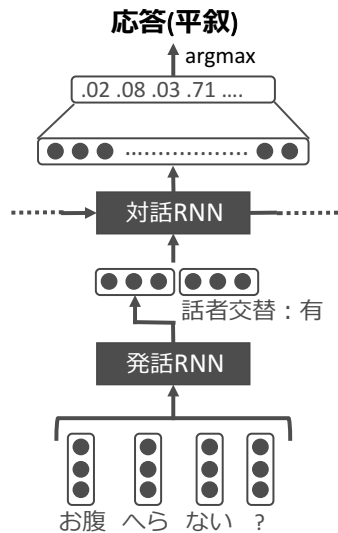 応答(平叙)
argmax
.02 .08 .03 .71 ....
対話RNN
話者交替：有
発話RNN
お腹 へら ない ?